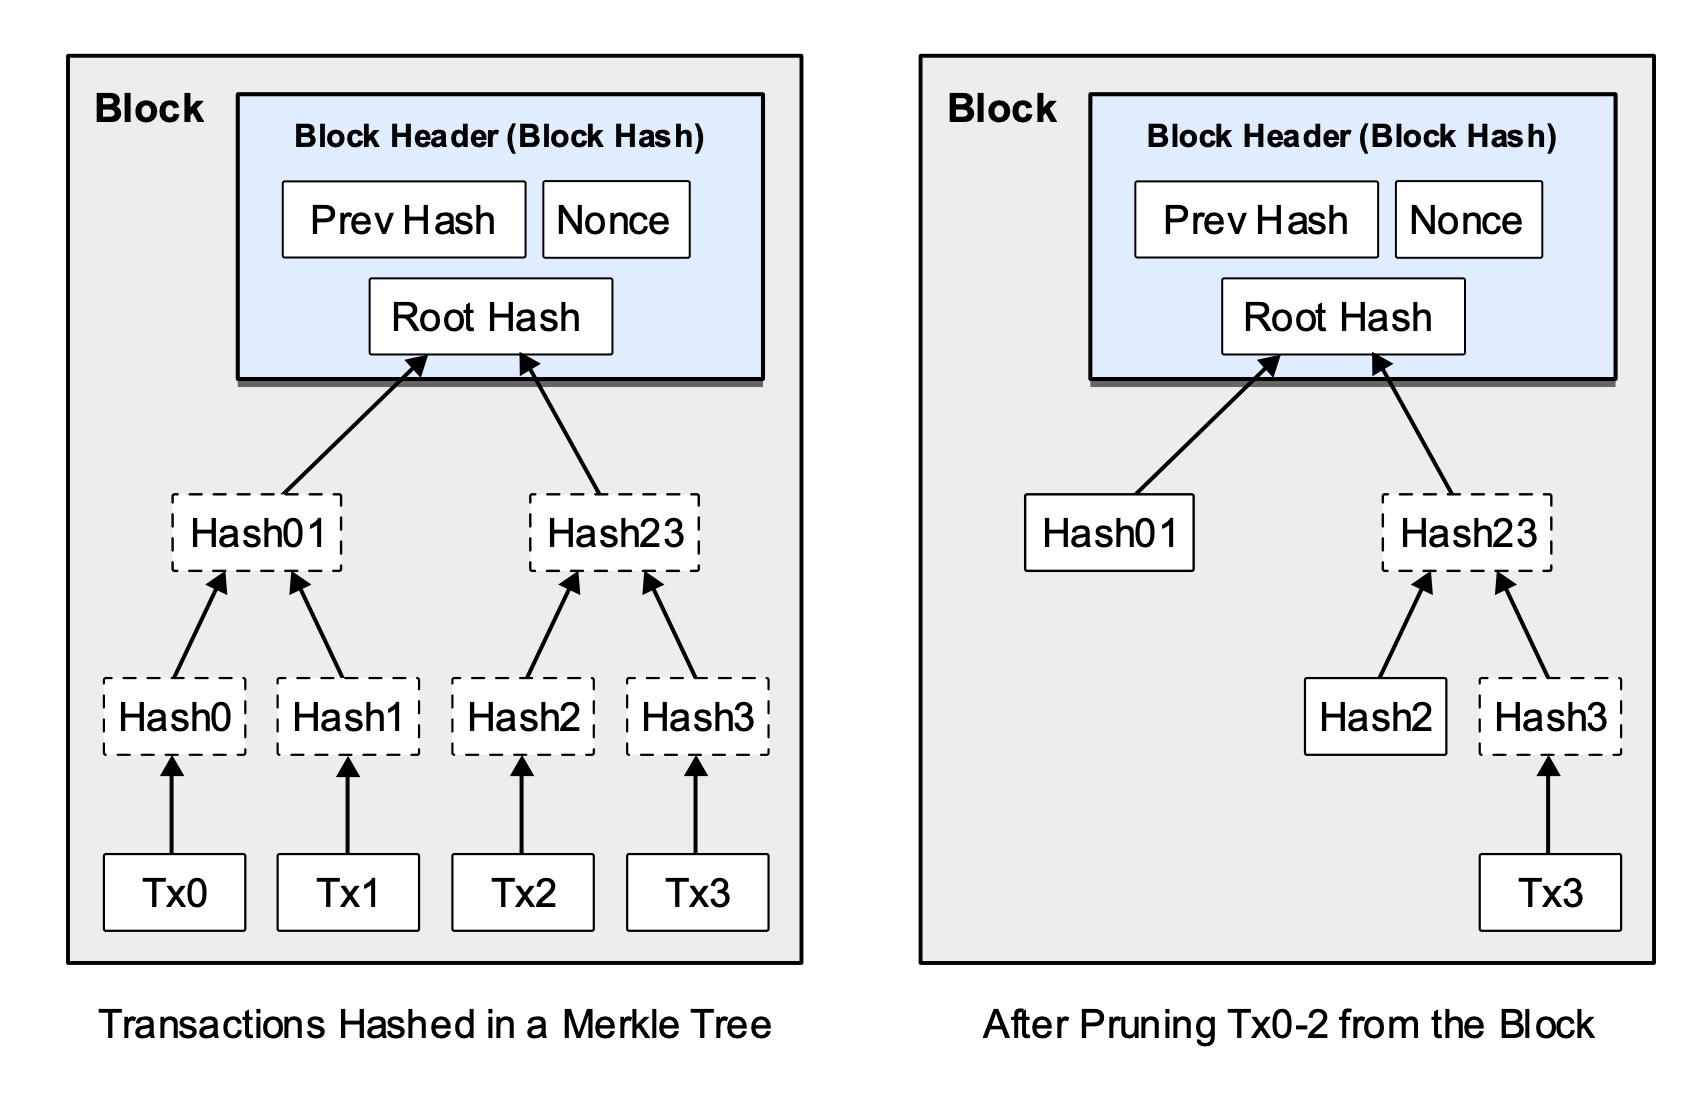 Block
Block Header (Block Hash)
Prev Hash
Nonce
Root Hash
Hash01
Hash23
Hash0
Hash1
Hash2
Hash3
Tx0
Tx1
Tx2
Tx3
Transactions Hashed in a Merkle Tree
Block
Block Header (Block Hash)
Prev Hash
Nonce
Root Hash
Hash01
Hash23
Hash2
Hash3
Tx3
After Pruning Tx0-2 from the Block